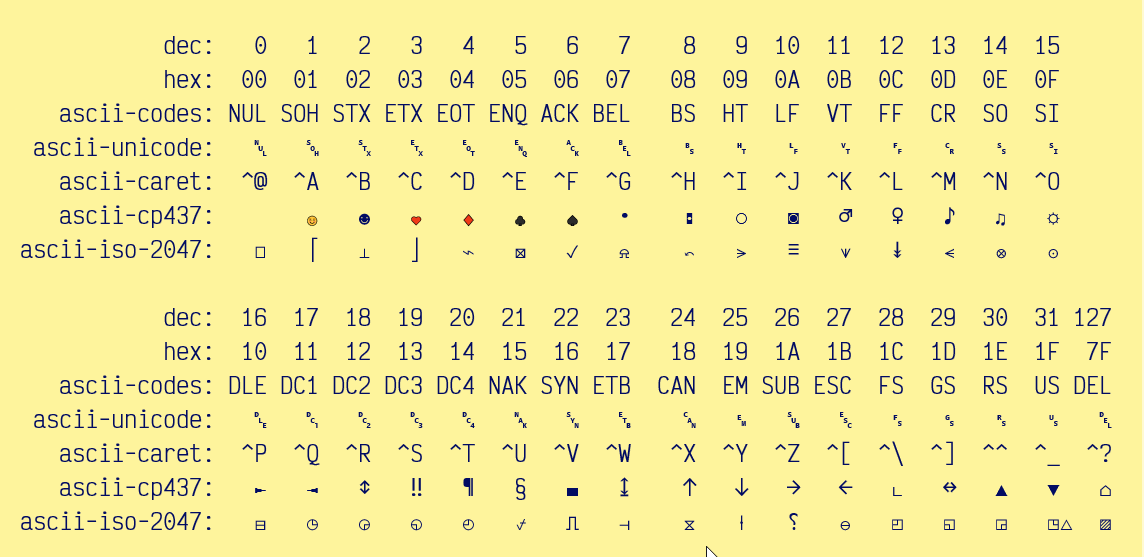 dec: 0 1 2 3 4 5 6 7 8 9 10 11 12 13 14 15
hex: 00 01 02 03 04 05 06 07 08 09 0A 0B 0C 0D 0E 0F
ascii-codes: NUL SOH STX ETX EOT ENQ ACK BEL BS HT LF VT FF CR SO SI
ascii-unicode: ␀ ␁ ␂ ␃ ␄ ␅ ␆ ␇ ␈ ␉ ␊ ␋ ␌ ␍ ␎ ␏
ascii-caret: ^@ ^A ^B ^C ^D ^E ^F ^G ^H ^I ^J ^K ^L ^M ^N ^O
ascii-cp437: ☺ ☻ ♥ ♦ ♣ ♠ • ◘ ○ ◙ ♂ ♀ ♪ ♫ ☼
ascii-iso-2047: ⎕ ⎡ ⊥ ⎦ ⌁ ⊠ ✓ ⍾ ⤺ ⪫ ☰ ⩛ ↡ ⪪ ⊗ ⊙
dec: 16 17 18 19 20 21 22 23 24 25 26 27 28 29 30 31 127
hex: 10 11 12 13 14 15 16 17 18 19 1A 1B 1C 1D 1E 1F 7F
ascii-codes: DLE DC1 DC2 DC3 DC4 NAK SYN ETB CAN EM SUB ESC FS GS RS US DEL
ascii-unicode: ␐ ␑ ␒ ␓ ␔ ␕ ␖ ␗ ␘ ␙ ␚ ␛ ␜ ␝ ␞ ␟ ␡
ascii-caret: ^P ^Q ^R ^S ^T ^U ^V ^W ^X ^Y ^Z ^[ ^\ ^] ^^ ^_ ^?
ascii-cp437: ► ◄ ↕ ‼ ¶ § ▬ ↨ ↑ ↓ → ← ∟ ↔ ▲ ▼ ⌂
ascii-iso-2047: ⊟ ◷ ◶ ◵ ◴ ⍻ ⎍ ⊣ ⧖ ⍿ ⸮ ⊖ ◰ ◱ ◲ ◳△ ▨